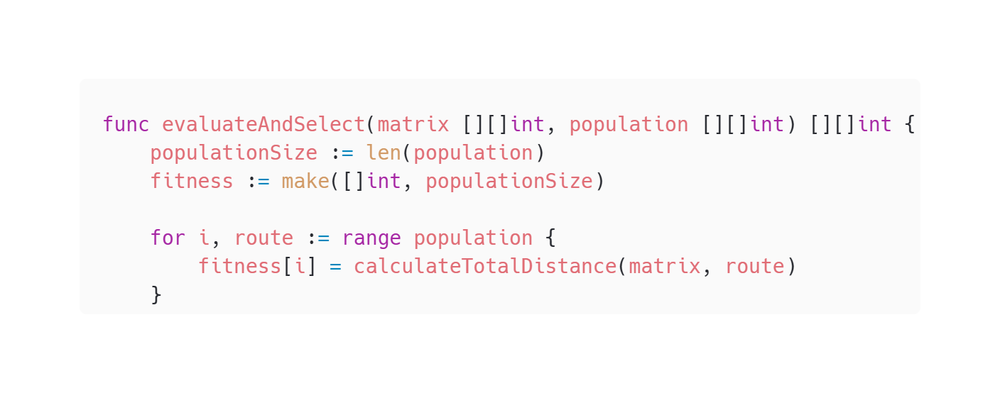 func evaluateAndSelect(matrix [][]int, population [][]int) [][]int {
    populationSize := len(population)
    fitness := make([]int, populationSize)

    for i, route := range population {
        fitness[i] = calculateTotalDistance(matrix, route)
    }